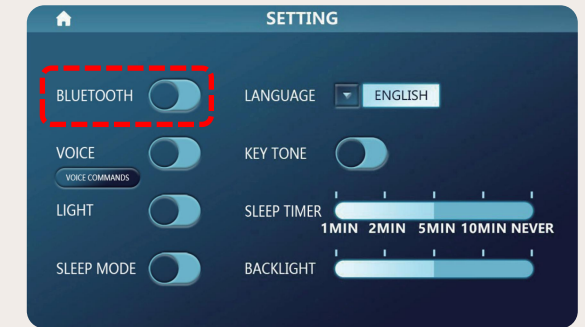 SETTING
BLUETOOTH
LANGUAGE
ENGLISH
VOICE
VOICE COMMANDS
KEY TONE
LIGHT
SLEEP TIMER
1MIN 2MIN 5MIN 10MIN NEVER
SLEEP MODE
BACKLIGHT